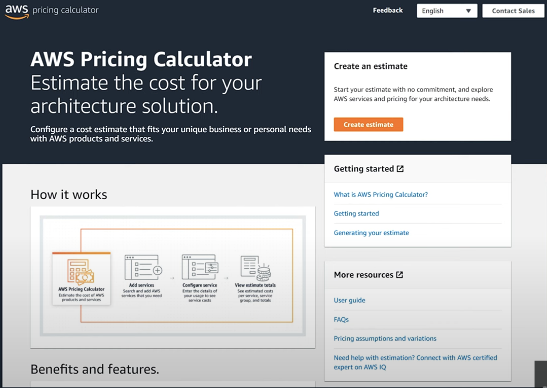 aws pricing calculator
Feedback
English
Contact Sales
AWS Pricing Calculator
Estimate the cost for your
architecture solution.
Configure a cost estimate that fits your unique business or personal needs
with AWS products and services.
Create an estimate
Start your estimate with no commitment, and explore
AWS services and pricing for your architecture needs.
Create estimate
Getting started
What is AWS Pricing Calculator?
Getting started
Generating your estimate
How it works
AWS Pricing Calculator
Estimate the cost of AWS
products and services
Add services
Search and add AWS
services that you need
Configure service
Enter the details of
your usage to see
service costs
View estimate totals
See estimated costs
per service, service
group, and totals
More resources
User guide
FAQs
Pricing assumptions and variations
Need help with estimation? Connect with AWS certified
expert on AWS IQ
Benefits and features.